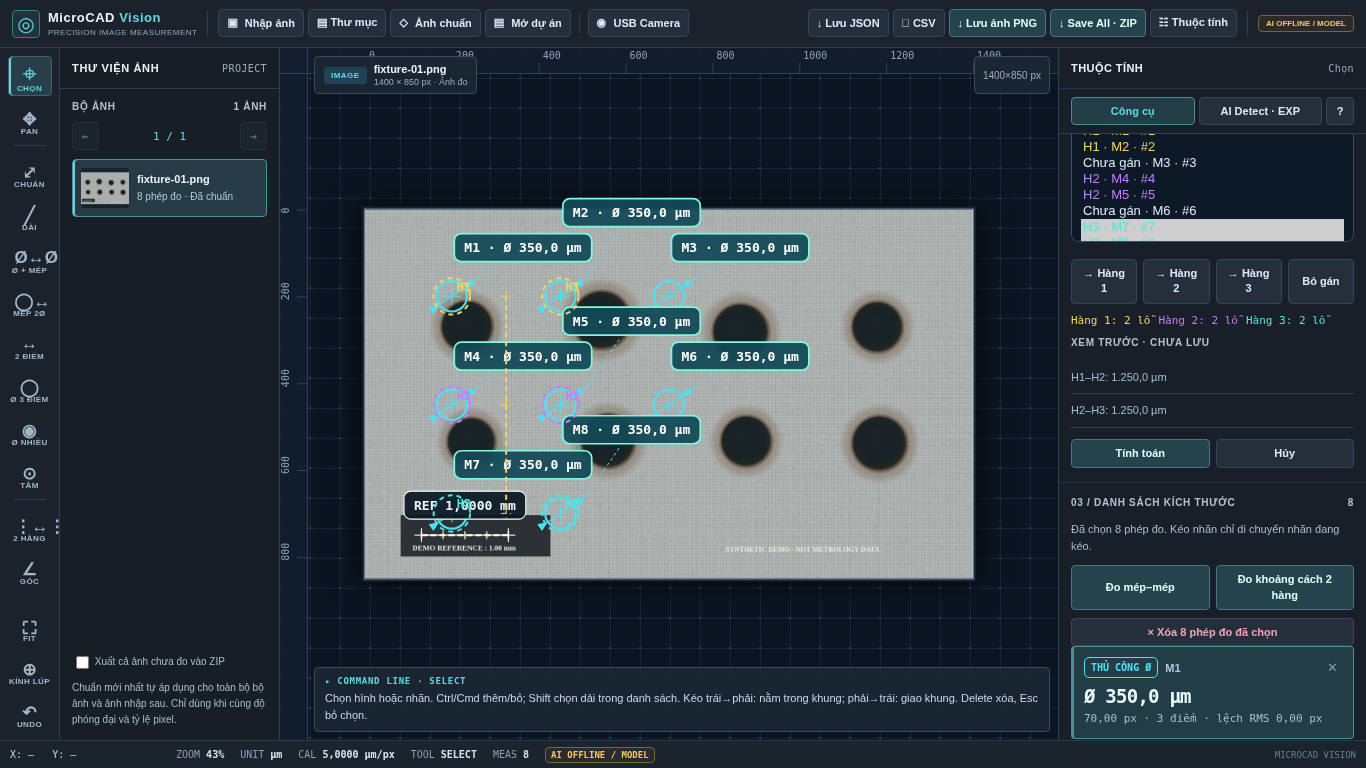 MicroCAD Vision
PRECISION IMAGE MEASUREMENT
Nhập ảnh
Thư mục
Ảnh chuẩn
Mở dự án
USB Camera
↓ Lưu JSON
CSV
↓ Lưu ảnh PNG
↓ Save All · ZIP
Thuộc tính
AI OFFLINE / MODEL
CHỌN
PAN
CHUẨN
DÀI
Ø↔Ø
Ø + MÉP
MÉP 2Ø
2 ĐIỂM
Ø 3 ĐIỂM
Ø NHIỀU
TÂM
2 HÀNG
GÓC
FIT
KÍNH LÚP
UNDO
THƯ VIỆN ẢNH
PROJECT
BỘ ẢNH
1 ẢNH
←
1 / 1
→
fixture-01.png
8 phép đo · Đã chuẩn
Xuất cả ảnh chưa đo vào ZIP
Chuẩn mới nhất tự áp dụng cho toàn bộ bộ
ảnh và ảnh nhập sau. Chỉ dùng khi cùng độ
phóng đại và tỷ lệ pixel.
0
200
400
600
800
1000
1200
1400
0
200
400
600
800
IMAGE
fixture-01.png
1400 × 850 px · Ảnh đo
1400×850 px
M2 · Ø 350,0 µm
M1 · Ø 350,0 µm
M3 · Ø 350,0 µm
H1
H1
M5 · Ø 350,0 µm
M4 · Ø 350,0 µm
M6 · Ø 350,0 µm
M8 · Ø 350,0 µm
M7 · Ø 350,0 µm
REF 1,0000 mm
DEMO REFERENCE : 1.00 mm
SYNTHETIC DEMO - NOT METROLOGY DATA
▸ COMMAND LINE · SELECT
Chọn hình hoặc nhãn. Ctrl/Cmd thêm/bỏ; Shift chọn dải trong danh sách. Kéo trái→phải: nằm trong khung; phải→trái: giao khung. Delete xóa, Esc
bỏ chọn.
THUỘC TÍNH
Chọn
Công cụ
AI Detect · EXP
?
H1 · M2 · #2
Chưa gán · M3 · #3
H2 · M4 · #4
H2 · M5 · #5
Chưa gán · M6 · #6
H3 · M7 · #7
→ Hàng 1
→ Hàng 2
→ Hàng 3
Bỏ gán
Hàng 1: 2 lỗ
Hàng 2: 2 lỗ
Hàng 3: 2 lỗ
XEM TRƯỚC · CHƯA LƯU
H1–H2: 1.250,0 µm
H2–H3: 1.250,0 µm
Tính toán
Hủy
03 / DANH SÁCH KÍCH THƯỚC
8
Đã chọn 8 phép đo. Kéo nhãn chỉ di chuyển nhãn đang
kéo.
Đo mép–mép
Đo khoảng cách 2
hàng
× Xóa 8 phép đo đã chọn
THỦ CÔNG Ø
M1
×
Ø 350,0 µm
70,00 px · 3 điểm · lệch RMS 0,00 px
X: —
Y: —
ZOOM 43%
UNIT µm
CAL 5,0000 µm/px
TOOL SELECT
MEAS 8
AI OFFLINE / MODEL
MICROCAD VISION